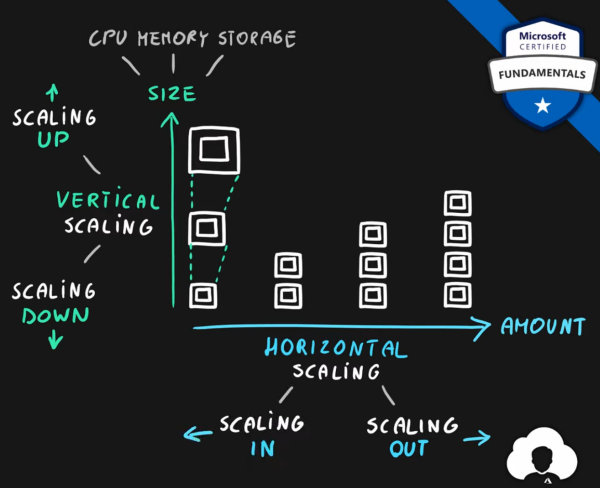 CPU MEMORY STORAGE
SIZE
SCALING
UP
VERTICAL
SCALING
SCALING
DOWN
AMOUNT
HORIZONTAL
SCALING
SCALING
IN
SCALING
OUT
Microsoft
CERTIFIED
FUNDAMENTALS